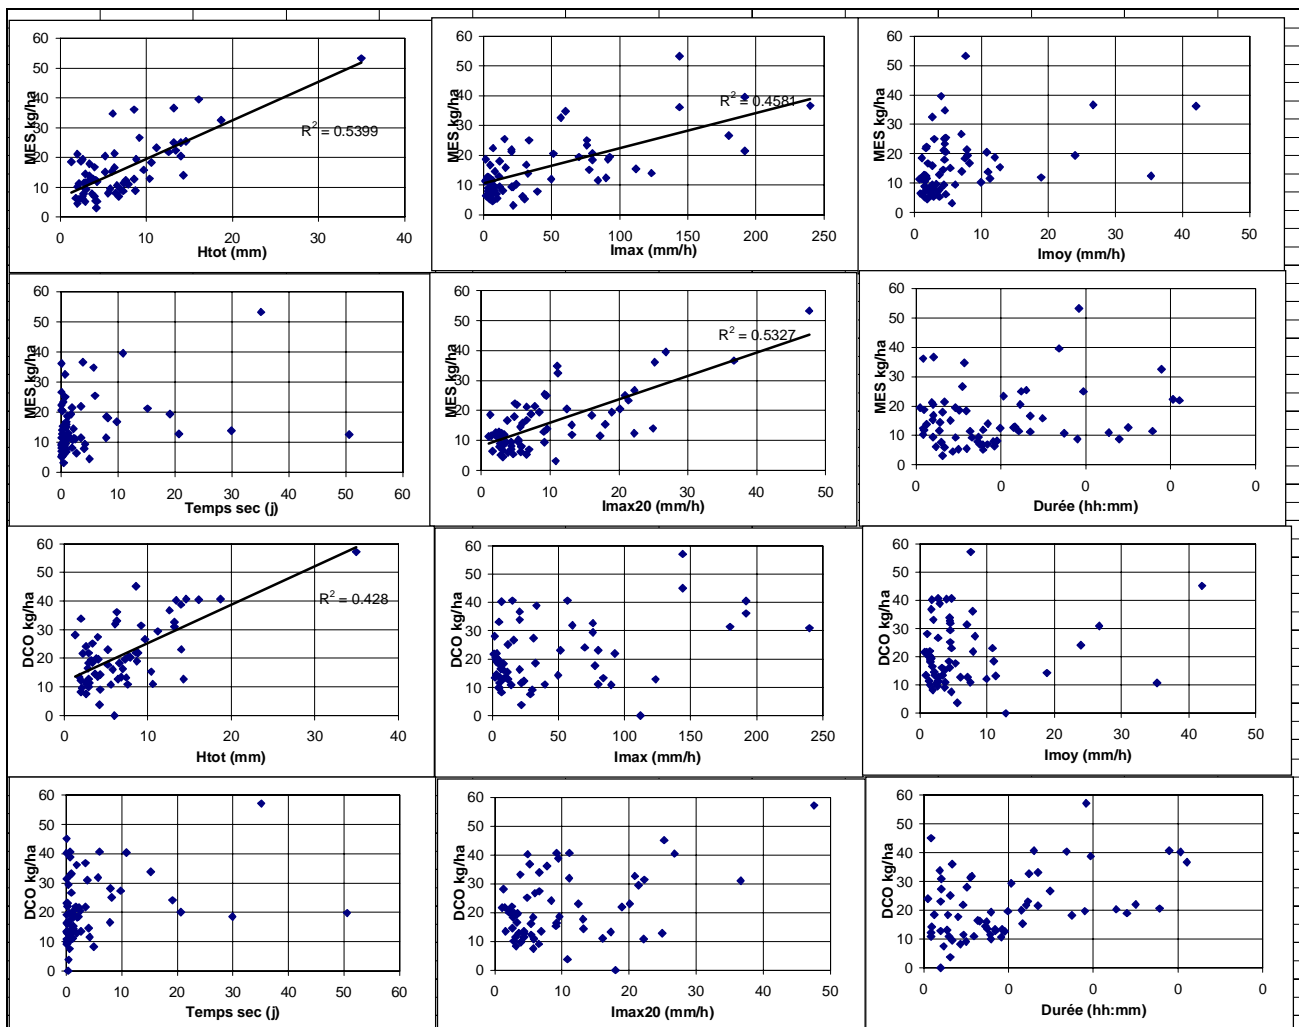 60
50
40
30
20
10
0
MES kg/ha
R² = 0.5399
0 10 20 30 40
Htot (mm)
60
50
40
30
20
10
0
MES kg/ha
R² = 0.4581
0 50 100 150 200 250
Imax (mm/h)
60
50
40
30
20
10
0
MES kg/ha
0 10 20 30 40 50
Imoy (mm/h)
60
50
40
30
20
10
0
MES kg/ha
0 10 20 30 40 50 60
Temps sec (j)
60
50
40
30
20
10
0
MES kg/ha
R² = 0.5327
0 10 20 30 40 50
Imax20 (mm/h)
60
50
40
30
20
10
0
MES kg/ha
0 0 0 0 0
Durée (hh:mm)
60
50
40
30
20
10
0
DCO kg/ha
R² = 0.428
0 10 20 30 40
Htot (mm)
60
50
40
30
20
10
0
DCO kg/ha
0 50 100 150 200 250
Imax (mm/h)
60
50
40
30
20
10
0
DCO kg/ha
0 10 20 30 40 50
Imoy (mm/h)
60
50
40
30
20
10
0
DCO kg/ha
0 10 20 30 40 50 60
Temps sec (j)
60
50
40
30
20
10
0
DCO kg/ha
0 10 20 30 40 50
Imax20 (mm/h)
60
50
40
30
20
10
0
DCO kg/ha
0 0 0 0 0
Durée (hh:mm)